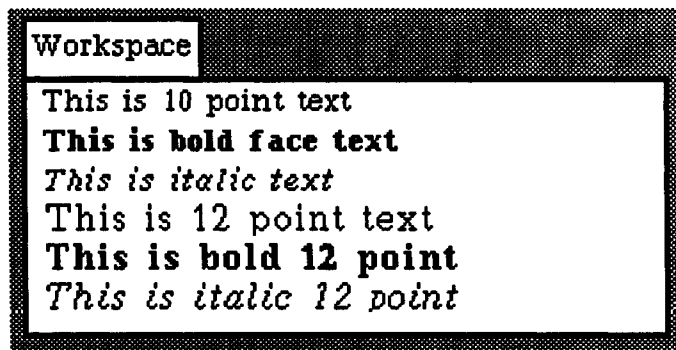 Workspace
This is 10 point text
This is bold face text
This is italic text
This is 12 point text
This is bold 12 point
This is italic 12 point